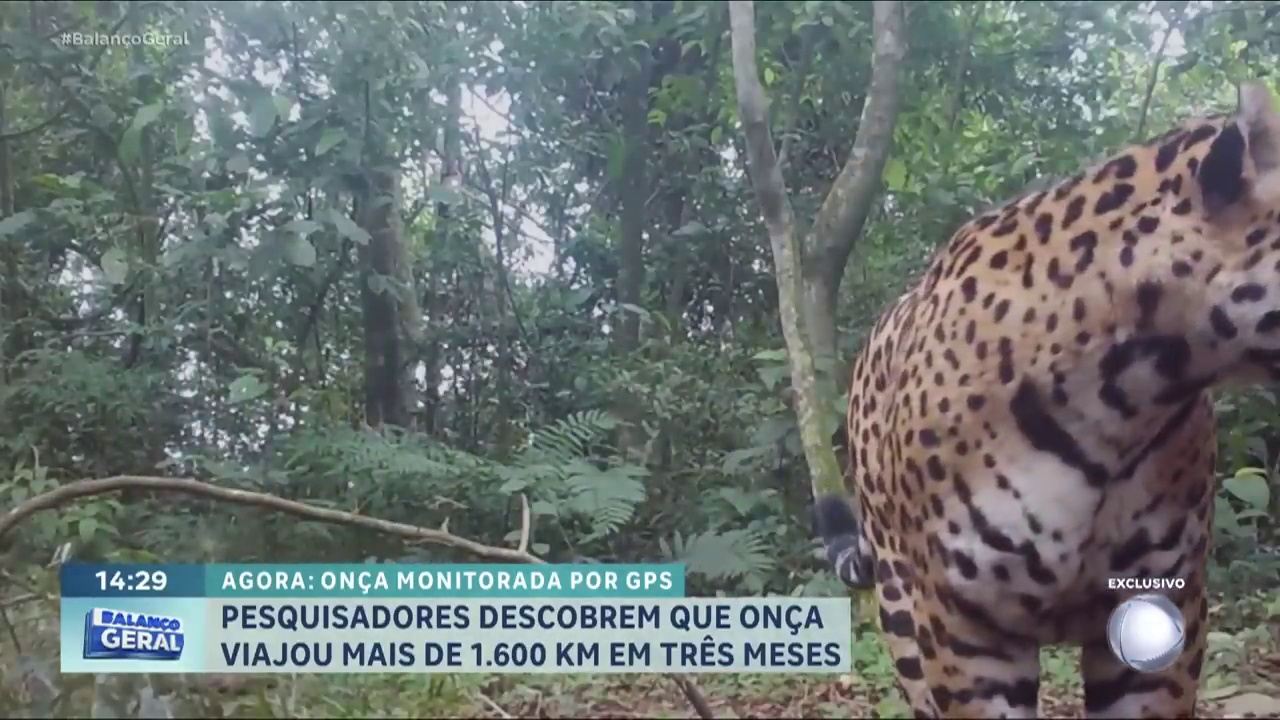 #BalançoGeral
14:29
AGORA: ONÇA MONITORADA POR GPS
BALANÇO
GERAL
PESQUISADORES DESCOBREM QUE ONÇA
VIAJOU MAIS DE 1.600 KM EM TRÊS MESES
EXCLUSIVO